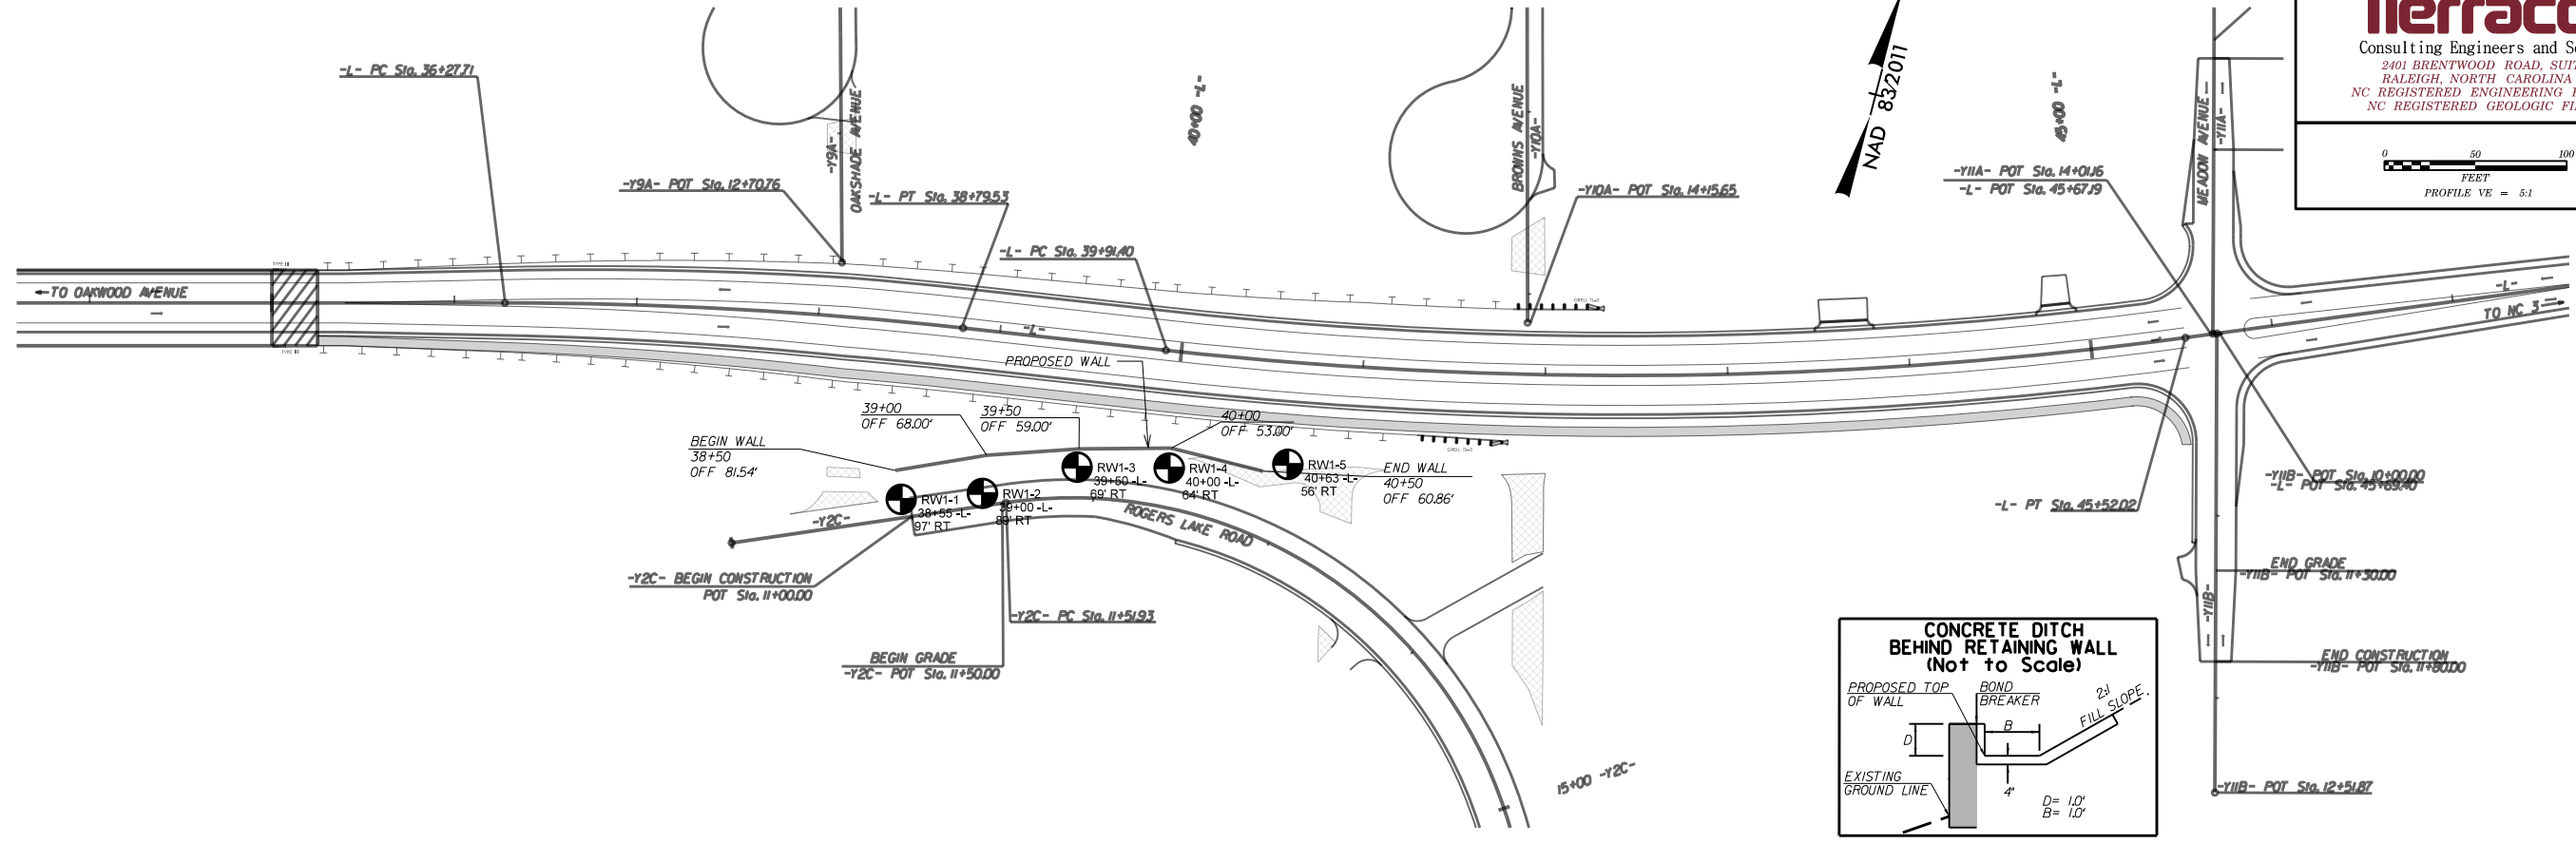 -L- PC Sta. 36+27.71
-Y9A- POT Sta. 12+70.76
-Y9A-
OAKSHADE AVENUE
-L- PT Sta. 38+79.53
-L- PC Sta. 39+91.40
40+00 -L-
BROWNS AVENUE
-Y10A-
-Y10A- POT Sta. 14+15.65
NAD 83/2011
45+00 -L-
-Y11A- POT Sta. 14+01.16
-L- POT Sta. 45+67.19
MEADOW AVENUE
-Y11A-
Consulting Engineers and
2401 BRENTWOOD ROAD,
RALEIGH, NORTH CAROLINA
NC REGISTERED ENGINEERING
NC REGISTERED GEOLOGIC
0 50 100
FEET
PROFILE VE = 5:1
TYPE III
TO OAKWOOD AVENUE
TYPE III
-L-
-L-
TO NC 3
PROPOSED WALL
39+00
OFF 68.00'
39+50
OFF 59.00'
40+00
OFF 53.00'
BEGIN WALL
38+50
OFF 81.54'
RW1-1
38+55 -L-
97' RT
RW1-2
39+00 -L-
89' RT
RW1-3
39+50 -L-
69' RT
RW1-4
40+00 -L-
64' RT
RW1-5
40+63 -L-
56' RT
END WALL
40+50
OFF 60.86'
-Y2C-
ROGERS LAKE ROAD
-Y2C- BEGIN CONSTRUCTION
POT Sta. 11+00.00
-Y2C- PC Sta. 11+51.93
BEGIN GRADE
-Y2C- POT Sta. 11+50.00
15+00 -Y2C-
-L- PT Sta. 45+52.02
-Y11B- POT Sta. 10+00.00
-L- POT Sta. 45+69.40
END GRADE
-Y11B- POT Sta. 11+30.00
-Y11B-
END CONSTRUCTION
-Y11B- POT Sta. 11+80.00
-Y11B- POT Sta. 12+51.87
CONCRETE DITCH
BEHIND RETAINING WALL
(Not to Scale)
PROPOSED TOP
OF WALL
BOND
BREAKER
2:1
FILL SLOPE.
B
D
EXISTING
GROUND LINE
4"
D= 1.0'
B= 1.0'